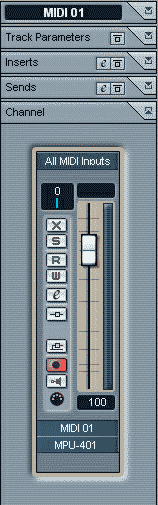 MIDI 01
Track Parameters
Inserts e
Sends e
Channel
All MIDI Inputs
0
X
S
R
W
e
100
MIDI 01
MPU-401